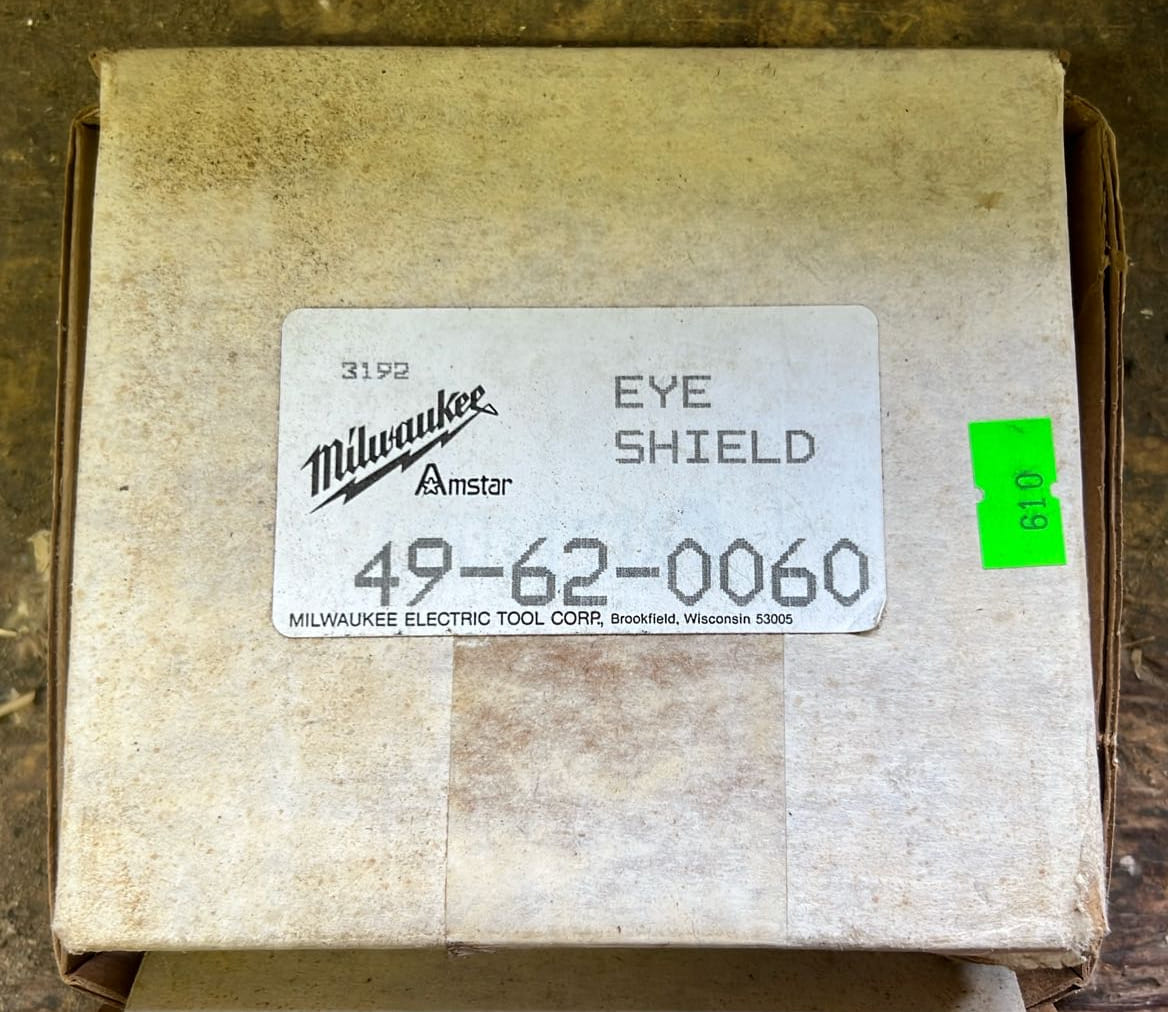 3192
Milwaukee
Amstar
EYE
SHIELD
49-62-0060
MILWAUKEE ELECTRIC TOOL CORP., Brookfield, Wisconsin 53005
610